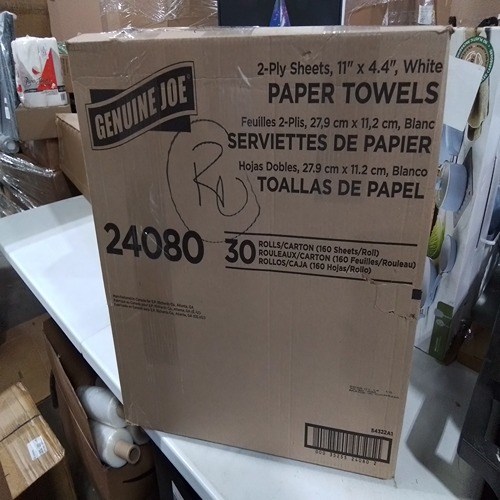 GENUINE JOE
2-Ply Sheets, 11" x 4.4", White
PAPER TOWELS
Feuilles 2-Plis, 27,9 cm x 11,2 cm, Blanc
SERVIETTES DE PAPIER
Hojas Dobles, 27.9 cm x 11.2 cm, Blanco
TOALLAS DE PAPEL
24080
30
ROLLS/CARTON (160 Sheets/Roll)
ROULEAUX/CARTON (160 Feuilles/Rouleau)
ROLLOS/CAJA (160 Hojas/Rollo)